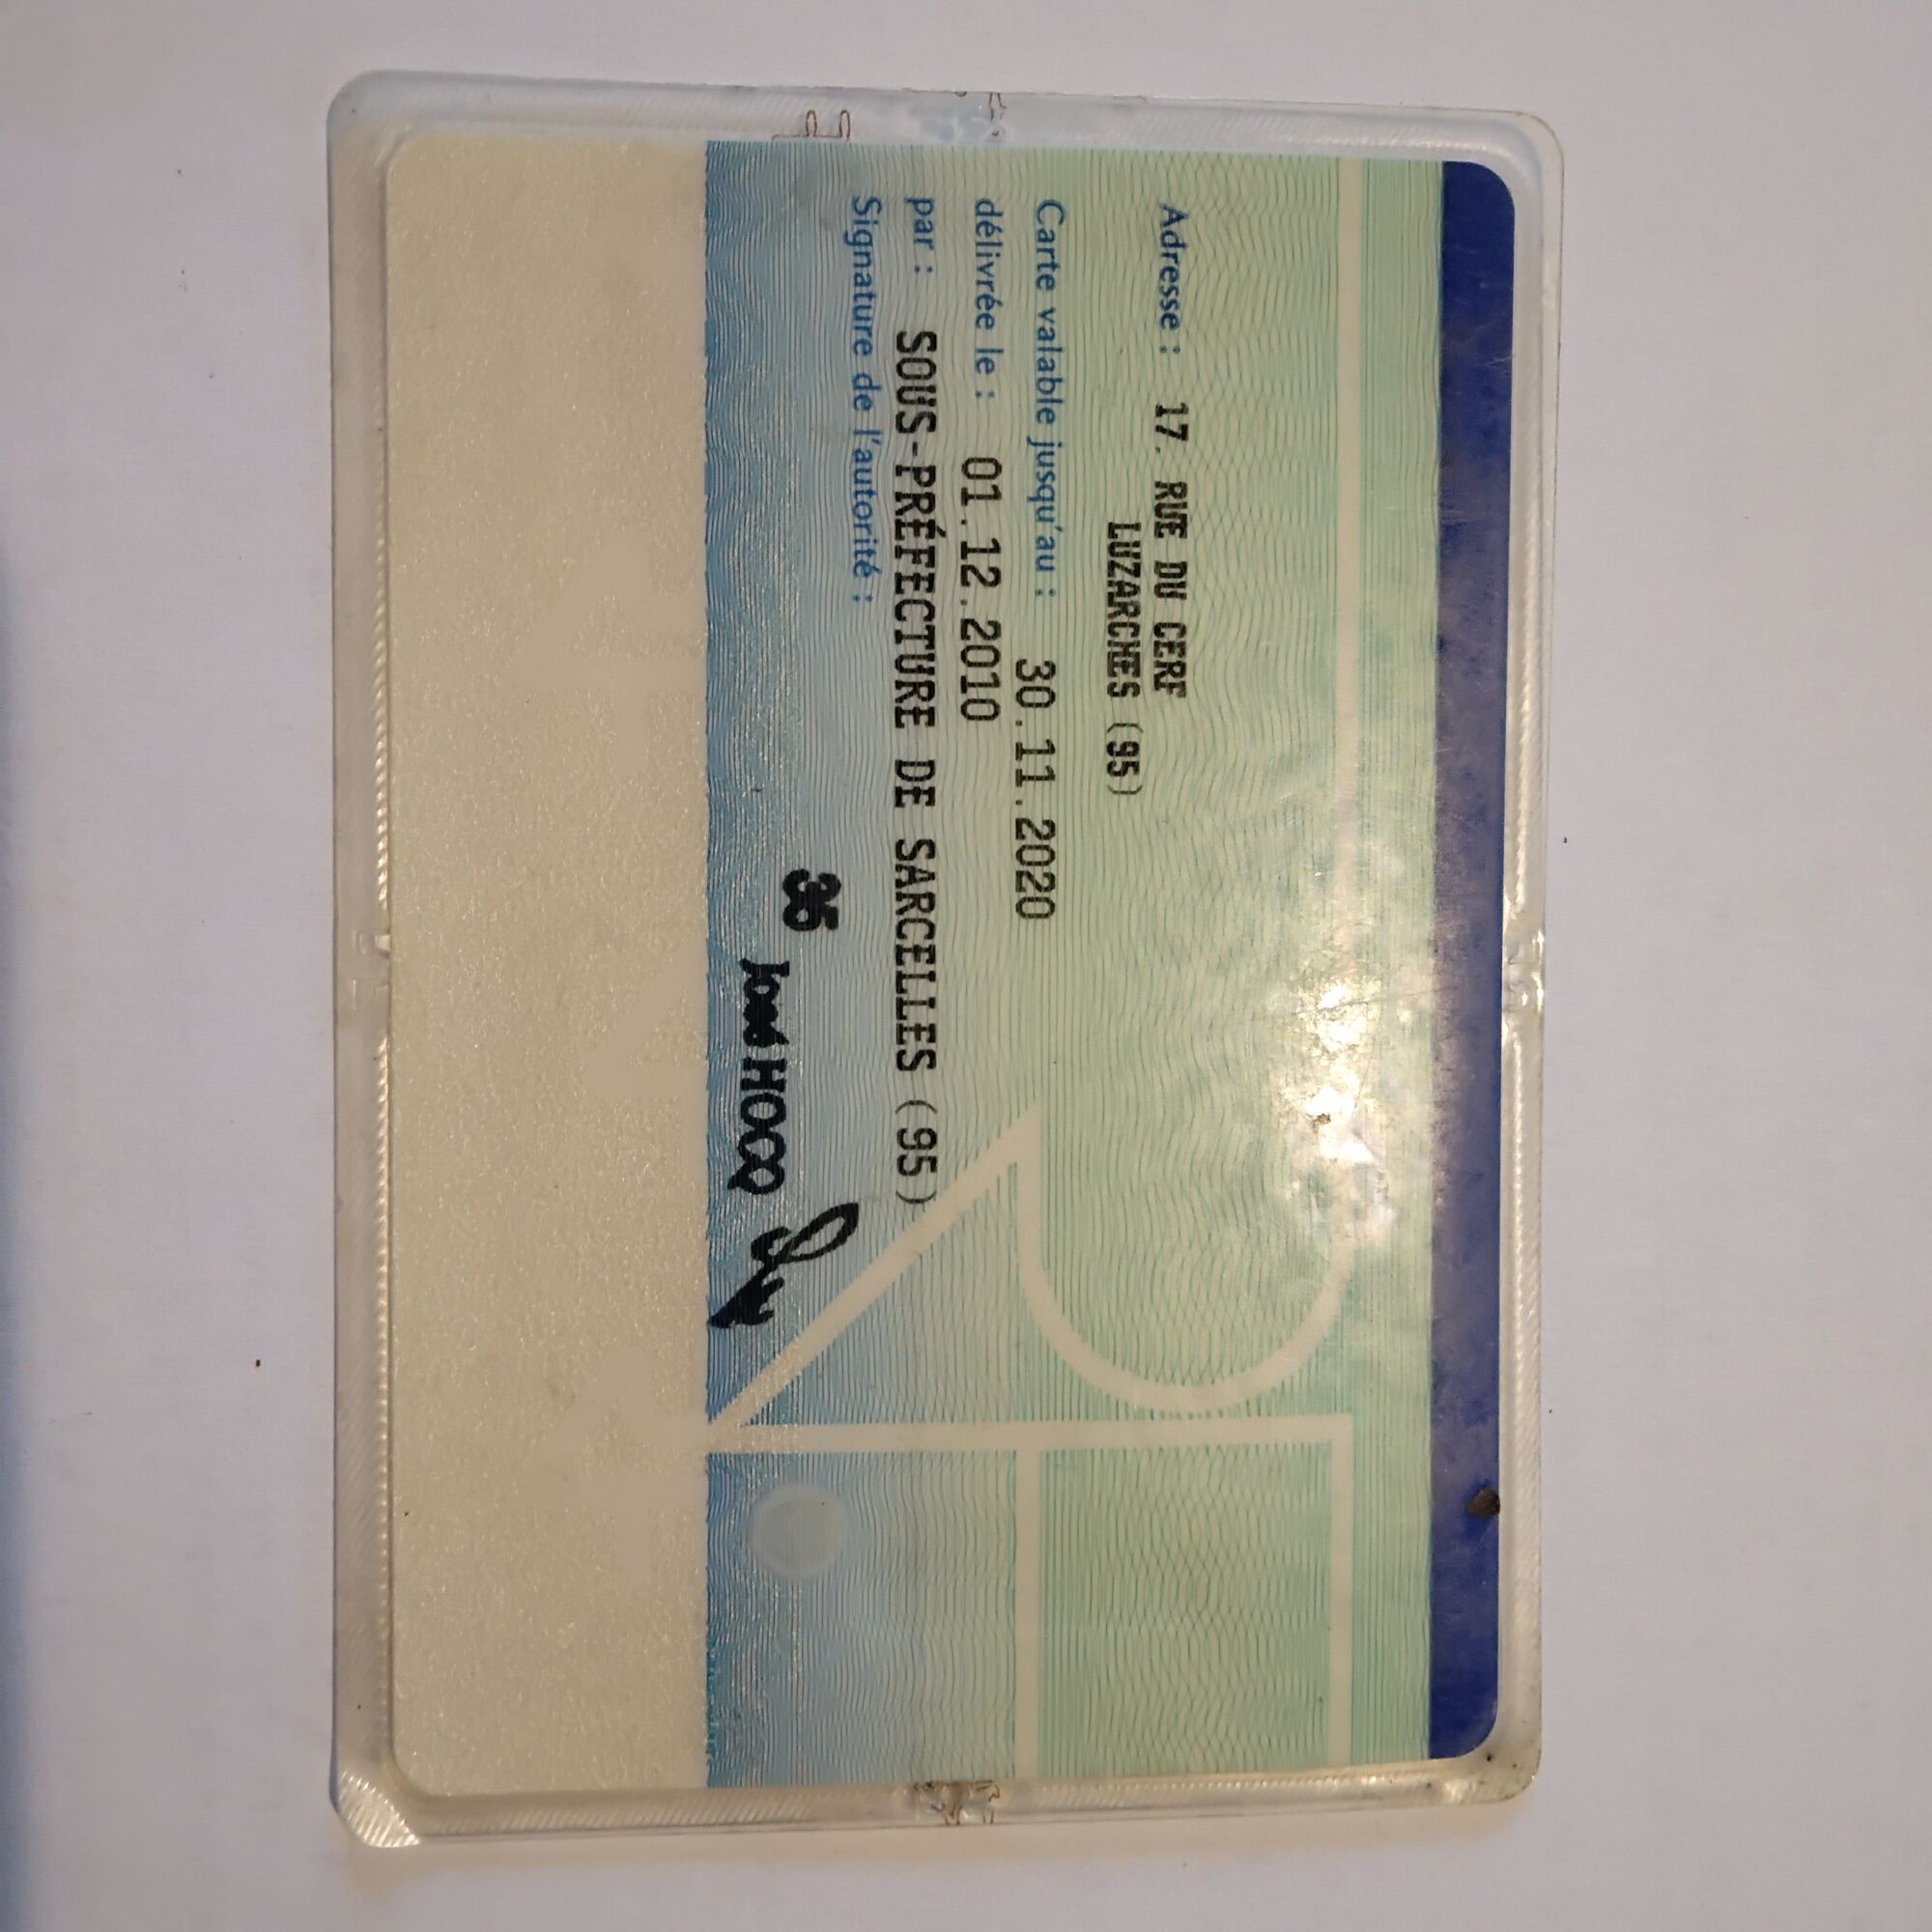 Adresse : 17. RUE DU CERF
LUZARCHES (95)
Carte valable jusqu'au : 30.11.2020
délivrée le : 01.12.2010
par : SOUS-PRÉFECTURE DE SARCELLES (95)
Signature de l'autorité :
HOCQ